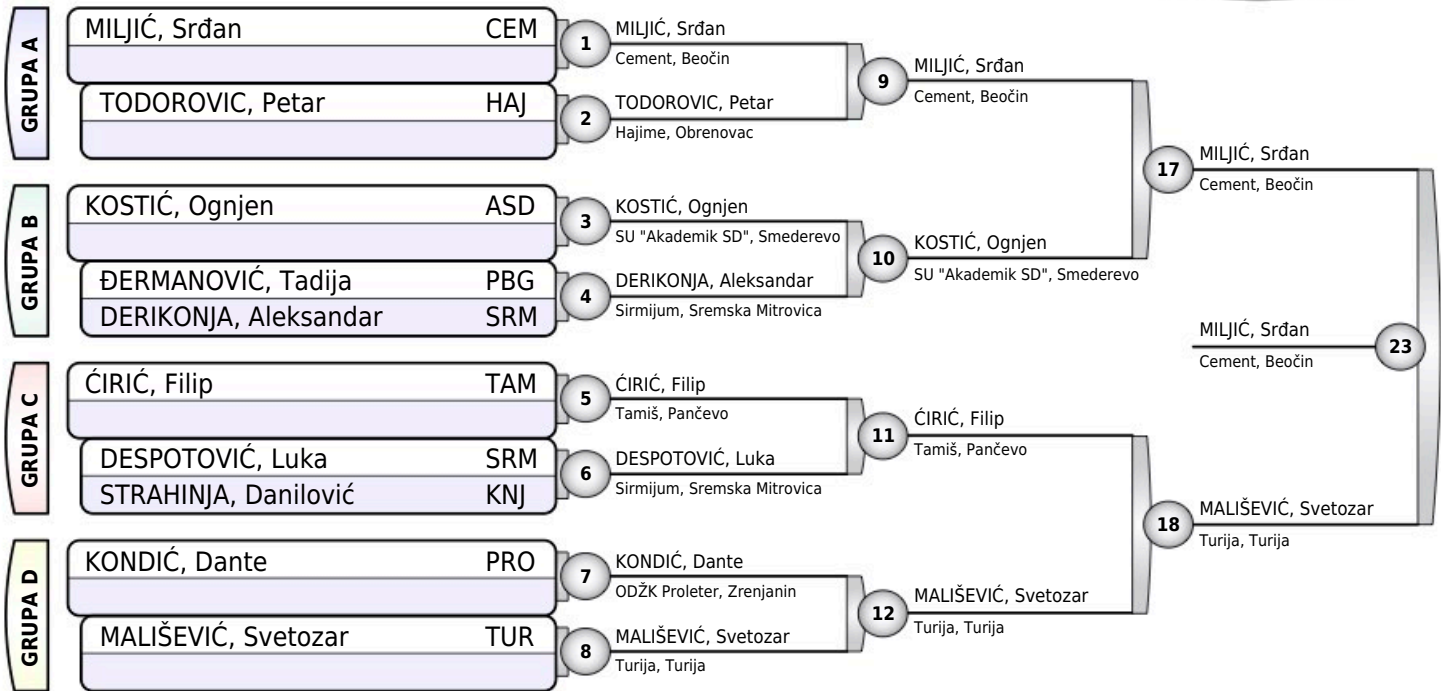 GRUPA A
MILJIĆ, Srđan CEM
TODOROVIC, Petar HAJ
GRUPA B
KOSTIĆ, Ognjen ASD
ĐERMANOVIĆ, Tadija PBG
DERIKONJA, Aleksandar SRM
GRUPA C
ĆIRIĆ, Filip TAM
DESPOTOVIĆ, Luka SRM
STRAHINJA, Danilović KNJ
GRUPA D
KONDIĆ, Dante PRO
MALIŠEVIĆ, Svetozar TUR
1 MILJIĆ, Srđan
Cement, Beočin
2 TODOROVIC, Petar
Hajime, Obrenovac
3 KOSTIĆ, Ognjen
SU "Akademik SD", Smederevo
4 DERIKONJA, Aleksandar
Sirmijum, Sremska Mitrovica
5 ĆIRIĆ, Filip
Tamiš, Pančevo
6 DESPOTOVIĆ, Luka
Sirmijum, Sremska Mitrovica
7 KONDIĆ, Dante
ODŽK Proleter, Zrenjanin
8 MALIŠEVIĆ, Svetozar
Turija, Turija
9 MILJIĆ, Srđan
Cement, Beočin
10 KOSTIĆ, Ognjen
SU "Akademik SD", Smederevo
11 ĆIRIĆ, Filip
Tamiš, Pančevo
12 MALIŠEVIĆ, Svetozar
Turija, Turija
17 MILJIĆ, Srđan
Cement, Beočin
18 MALIŠEVIĆ, Svetozar
Turija, Turija
MILJIĆ, Srđan 23
Cement, Beočin